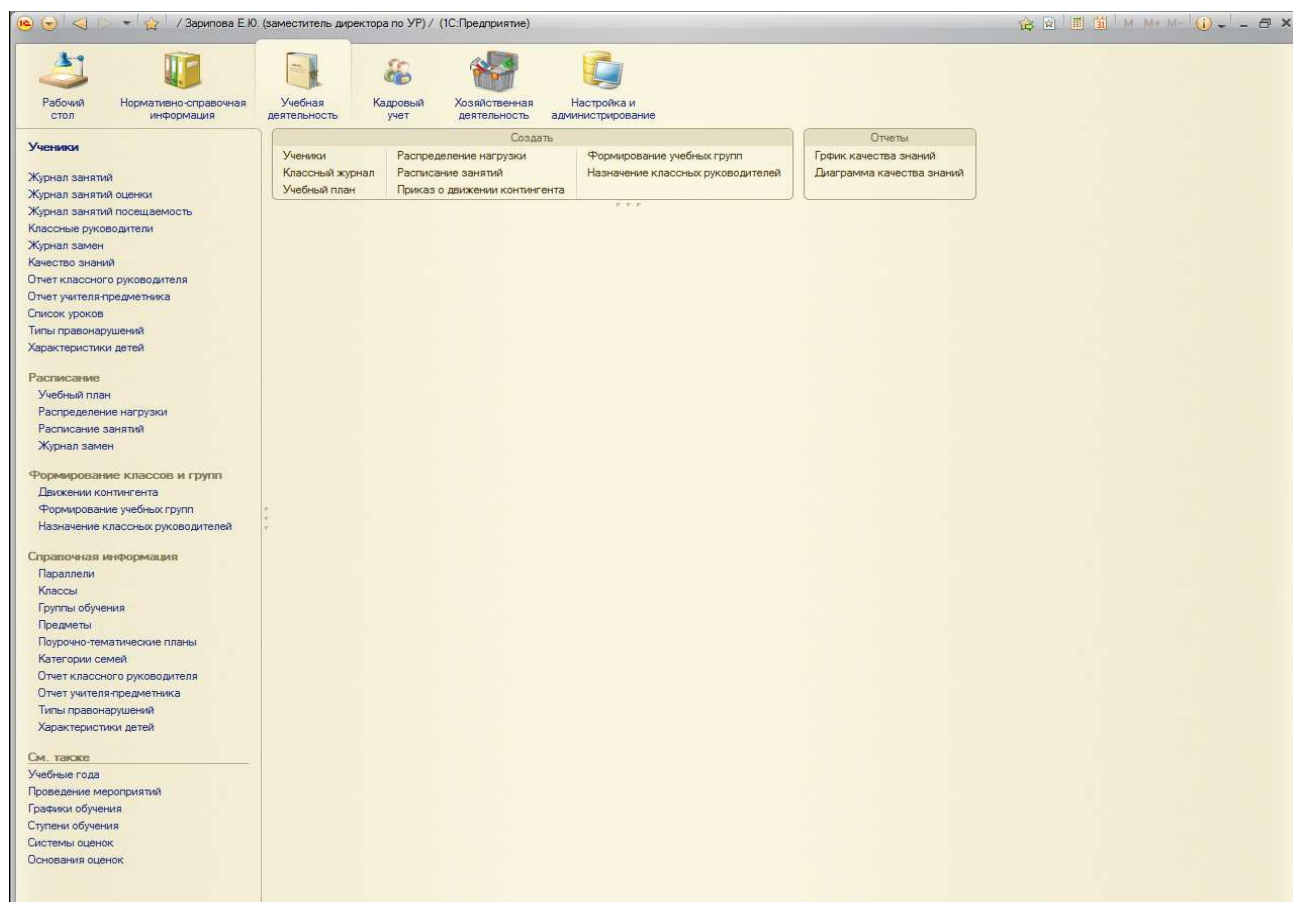 / Зарипова Е.Ю. (заместитель директора по УР) / (1С:Предприятие)
M M+ M-
Рабочий стол
Нормативно-справочная информация
Учебная деятельность
Кадровый учет
Хозяйственная деятельность
Настройка и администрирование
Ученики
Журнал занятий
Журнал занятий оценки
Журнал занятий посещаемость
Классные руководители
Журнал замен
Качество знаний
Отчет классного руководителя
Отчет учителя-предметника
Список уроков
Типы правонарушений
Характеристики детей
Расписание
Учебный план
Распределение нагрузки
Расписание занятий
Журнал замен
Формирование классов и групп
Движении контингента
Формирование учебных групп
Назначение классных руководителей
Справочная информация
Параллели
Классы
Группы обучения
Предметы
Поурочно-тематические планы
Категории семей
Отчет классного руководителя
Отчет учителя-предметника
Типы правонарушений
Характеристики детей
См. также
Учебные года
Проведение мероприятий
Графики обучения
Ступени обучения
Системы оценок
Основания оценок
Создать
Ученики
Классный журнал
Учебный план
Распределение нагрузки
Расписание занятий
Приказ о движении контингента
Формирование учебных групп
Назначение классных руководителей
Отчеты
Грфик качества знаний
Диаграмма качества знаний